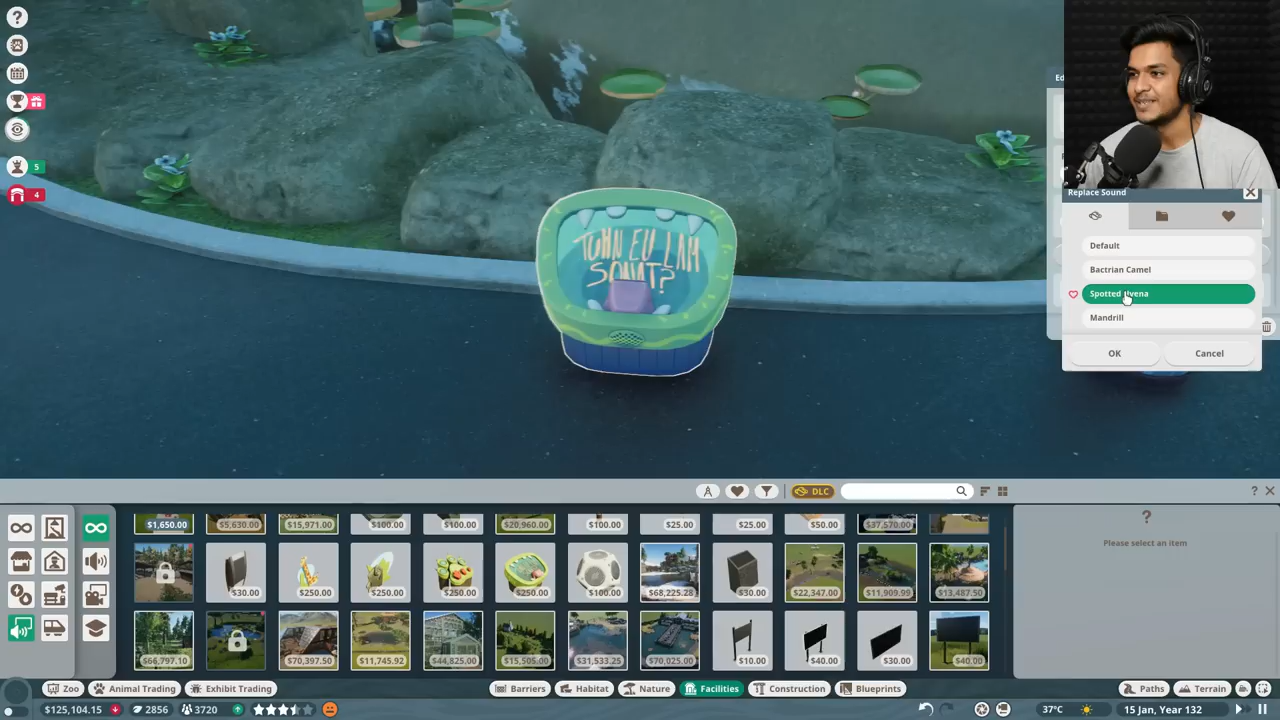 5
4
TUHN EU LAM
SOWAT?
Ed
Replace Sound
Default
Bactrian Camel
Spotted Hyena
Mandrill
OK
Cancel
DLC
$1,650.00
$5,630.00
$15,971.00
$100.00
$100.00
$20,960.00
$100.00
$25.00
$25.00
$50.00
$37,570.00
$30.00
$250.00
$250.00
$250.00
$250.00
$100.00
$68,225.28
$30.00
$22,347.00
$11,909.99
$13,487.50
$66,797.10
$70,397.50
$11,745.92
$44,825.00
$15,505.00
$31,533.25
$70,025.00
$10.00
$40.00
$30.00
$40.00
?
Please select an item
Zoo
Animal Trading
Exhibit Trading
Barriers
Habitat
Nature
Facilities
Construction
Blueprints
Paths
Terrain
$125,104.15
2856
3720
37°C
15 Jan, Year 132